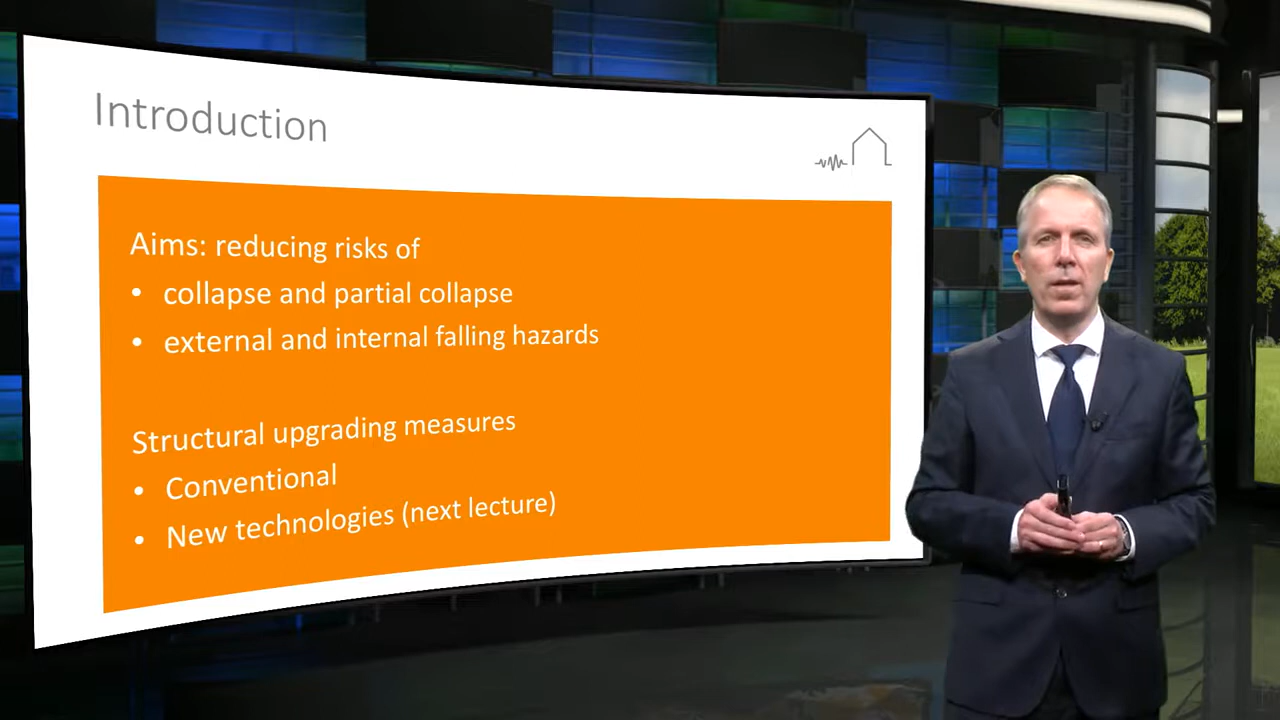 Introduction
Aims: reducing risks of
• collapse and partial collapse
• external and internal falling hazards
Structural upgrading measures
• Conventional
• New technologies (next lecture)